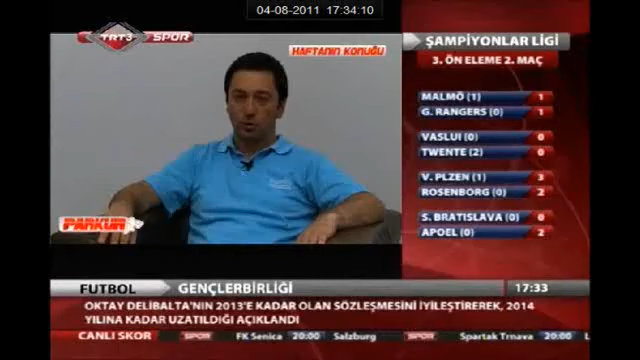 04-08-2011 17:34:10
TRT3 SPOR
HAFTANIN KONUĞU
ŞAMPİYONLAR LİGİ
3. ÖN ELEME 2. MAÇ
MALMÖ (1) 1
G. RANGERS (0) 1
VASLUI (0) 0
TWENTE (2) 0
V. PLZEN (1) 3
ROSENBORG (0) 2
S. BRATISLAVA (0) 0
APOEL (0) 2
PARKUR
FUTBOL GENÇLERBİRLİĞİ 17:33
OKTAY DELİBALTA'NIN 2013'E KADAR OLAN SÖZLEŞMESİNİ İYİLEŞTİREREK, 2014
YILINA KADAR UZATILDIĞI AÇIKLANDI
CANLI SKOR SPOR FK Senica 20:00 Salzburg SPOR Spartak Trnava 20:00